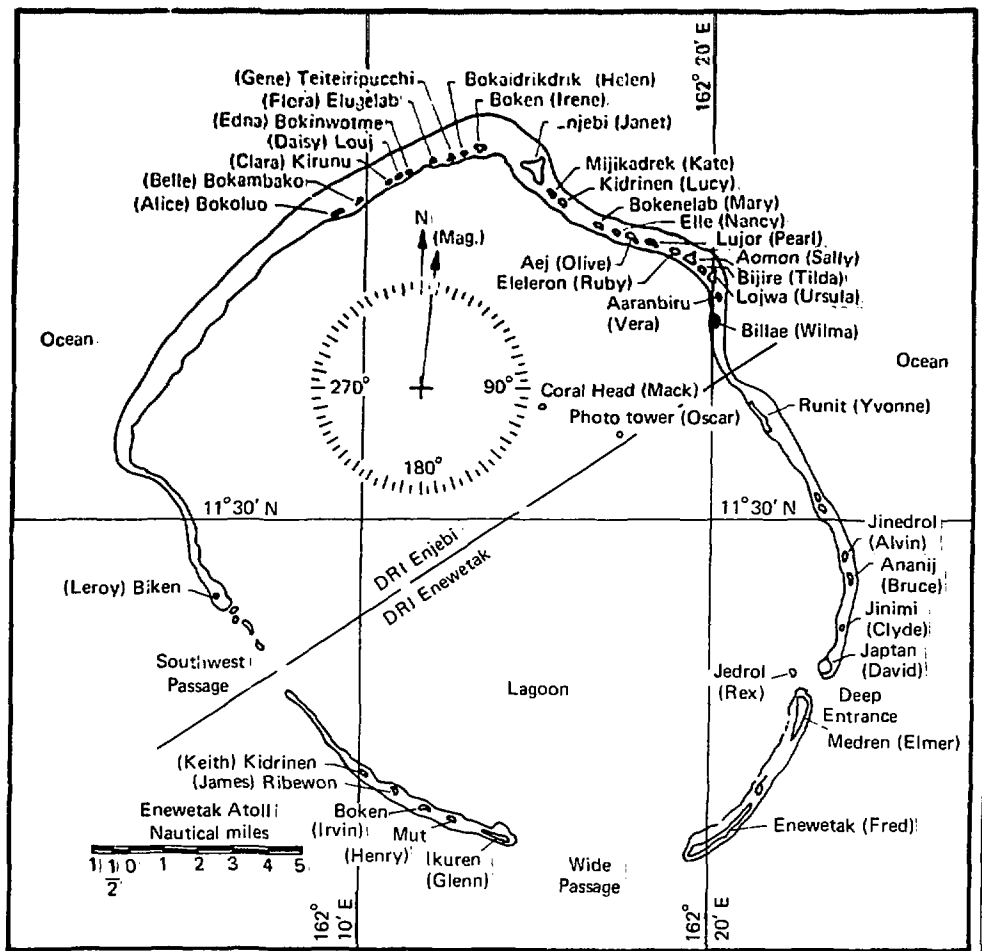 162° 20′ E
(Gene) Teiteiripucchi
(Flora) Elugelab
(Edna) Bokinwotme
(Daisy) Louj
(Clara) Kirunu
(Belle) Bokambako
(Alice) Bokoluo
Bokaidrikdrik (Helen)
Boken (Irene)
njebi (Janet)
Mijikadrek (Kate)
Kidrinen (Lucy)
Bokenelab (Mary)
Elle (Nancy)
Lujor (Pearl)
Aej (Olive)
Aomon (Sally)
Eleleron (Ruby)
Bijire (Tilda)
Aaranbiru
(Vera)
Lojwa (Ursula)
Billae (Wilma)
N
(Mag.)
Ocean
Ocean
270°
90°
180°
Coral Head (Mack)
Photo tower (Oscar)
Runit (Yvonne)
11° 30′ N
11° 30′ N
DRI Enjebi
DRI Enewetak
Jinedrol
(Alvin)
Ananij
(Bruce)
Jinimi
(Clyde)
Japtan
(David)
(Leroy) Biken
Southwest
Passage
Lagoon
Jedrol
(Rex)
Deep
Entrance
Medren (Elmer)
(Keith) Kidrinen
(James) Ribewon
Boken
(Irvin)
Mut
(Henry)
Ikuren
(Glenn)
Wide
Passage
Enewetak (Fred)
Enewetak Atoll
Nautical miles
1 1/2 0 1 2 3 4 5
162° 10′ E
162° 20′ E